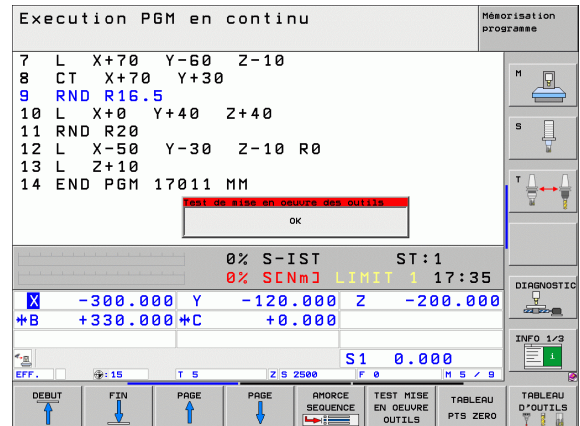 Execution PGM en continu
Mémorisation
programme
7 L X+70 Y-60 Z-10
8 CT X+70 Y+30
9 RND R16.5
10 L X+0 Y+40 Z+40
11 RND R20
12 L X-50 Y-30 Z-10 R0
13 L Z+10
14 END PGM 17011 MM
Test de mise en oeuvre des outils
OK
0% S-IST ST:1
0% S[Nm] LIMIT 1 17:35
X -300.000 Y -120.000 Z -200.000
B +330.000 C +0.000
S1 0.000
EFF. :15 T 5 Z S 2500 F 0 M 5 / 9
M
S
T
DIAGNOSTIC
INFO 1/3
DEBUT
FIN
PAGE
PAGE
AMORCE
SEQUENCE
TEST MISE
EN OEUVRE
OUTILS
TABLEAU
PTS ZERO
TABLEAU
D'OUTILS